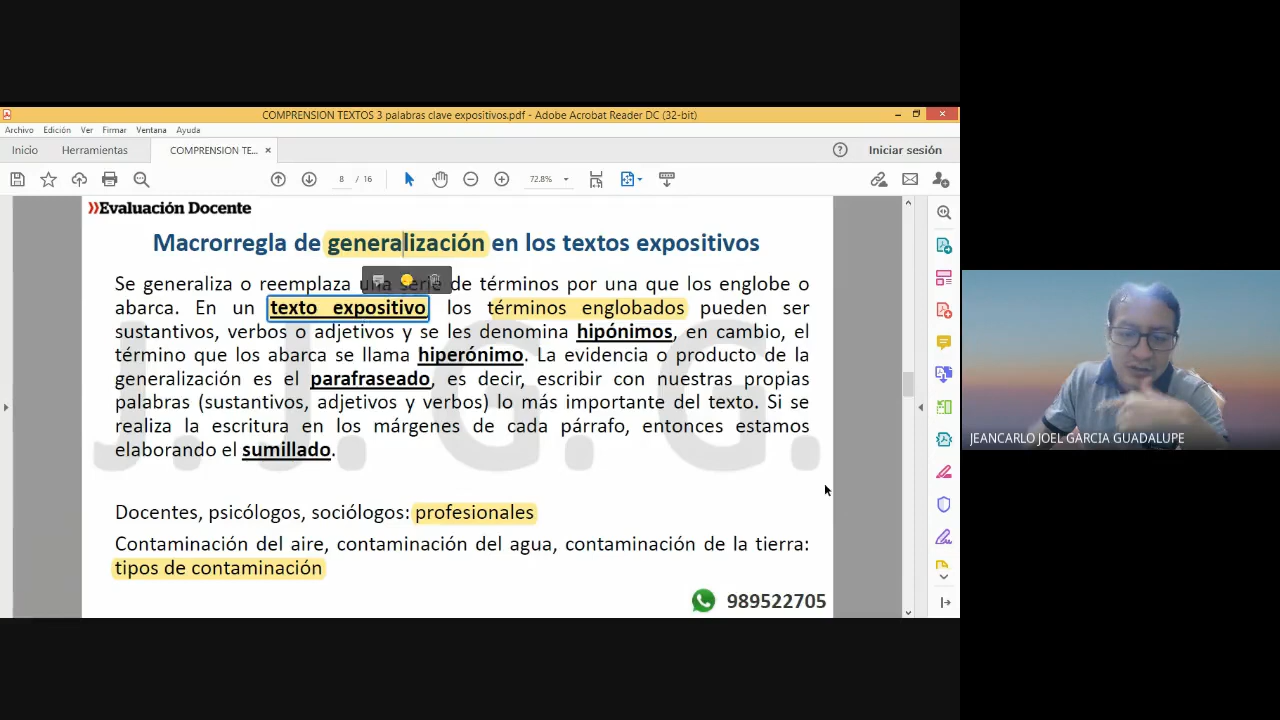 COMPRENSION TEXTOS 3 palabras clave expositivos.pdf - Adobe Acrobat Reader DC (32-bit)
Archivo Edición Ver Firmar Ventana Ayuda
Inicio Herramientas COMPRENSION TE... × Iniciar sesión
8 / 16 72.8%
»Evaluación Docente
Macrorregla de generalización en los textos expositivos
Se generaliza o reemplaza una serie de términos por una que los englobe o
abarca. En un texto expositivo los términos englobados pueden ser
sustantivos, verbos o adjetivos y se les denomina hipónimos, en cambio, el
término que los abarca se llama hiperónimo. La evidencia o producto de la
generalización es el parafraseado, es decir, escribir con nuestras propias
palabras (sustantivos, adjetivos y verbos) lo más importante del texto. Si se
realiza la escritura en los márgenes de cada párrafo, entonces estamos
elaborando el sumillado.
J. J. G. G.
Docentes, psicólogos, sociólogos: profesionales
Contaminación del aire, contaminación del agua, contaminación de la tierra:
tipos de contaminación
989522705
JEANCARLO JOEL GARCIA GUADALUPE